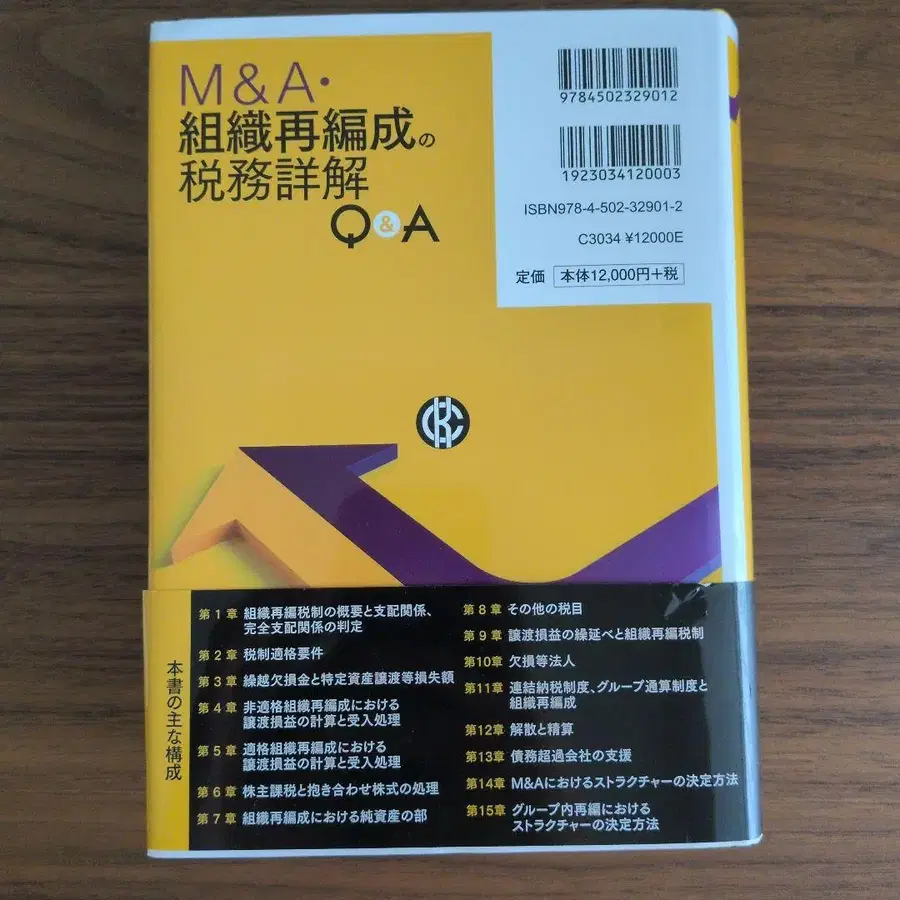 M&A・
組織再編成の
税務詳解
Q&A
9784502329012
1923034120003
ISBN978-4-502-32901-2
C3034 ¥12000E
定価 本体12,000円+税
本書の主な構成
第1章 組織再編税制の概要と支配関係、
完全支配関係の判定
第2章 税制適格要件
第3章 繰越欠損金と特定資産譲渡等損失額
第4章 非適格組織再編成における
譲渡損益の計算と受入処理
第5章 適格組織再編成における
譲渡損益の計算と受入処理
第6章 株主課税と抱き合わせ株式の処理
第7章 組織再編成における純資産の部
第8章 その他の税目
第9章 譲渡損益の繰延べと組織再編税制
第10章 欠損等法人
第11章 連結納税制度、グループ通算制度と
組織再編成
第12章 解散と精算
第13章 債務超過会社の支援
第14章 M&Aにおけるストラクチャーの決定方法
第15章 グループ内再編における
ストラクチャーの決定方法